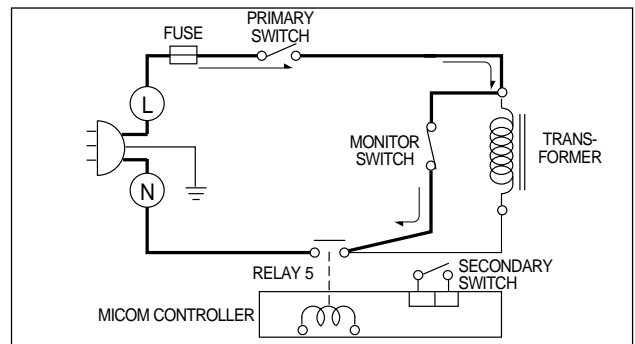 PRIMARY
SWITCH
FUSE
L
MONITOR
SWITCH
TRANS-
FORMER
N
RELAY 5
SECONDARY
SWITCH
MICOM CONTROLLER